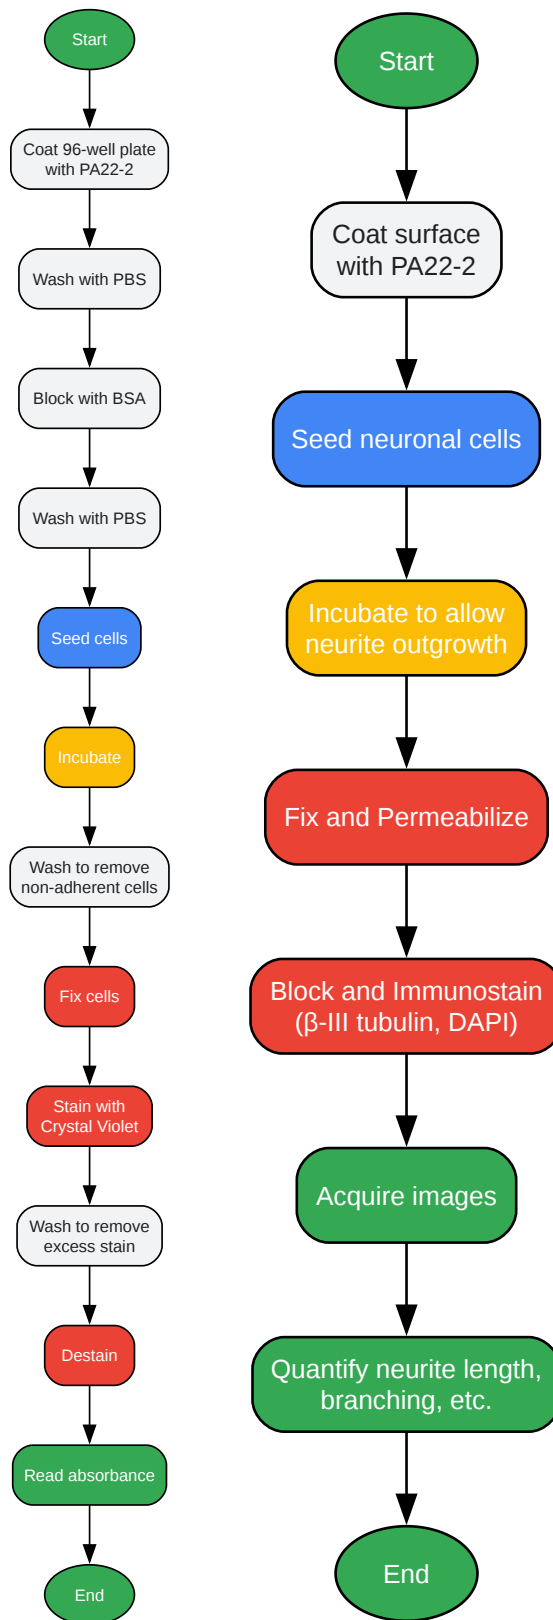 Start
Coat 96-well plate
with PA22-2
Wash with PBS
Block with BSA
Wash with PBS
Seed cells
Incubate
Wash to remove
non-adherent cells
Fix cells
Stain with
Crystal Violet
Wash to remove
excess stain
Destain
Read absorbance
End
Start
Coat surface
with PA22-2
Seed neuronal cells
Incubate to allow
neurite outgrowth
Fix and Permeabilize
Block and Immunostain
(β-III tubulin, DAPI)
Acquire images
Quantify neurite length,
branching, etc.
End